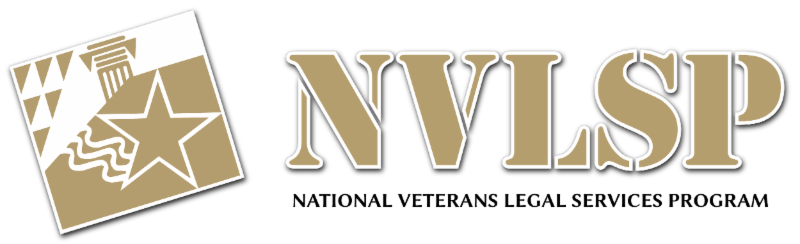 NVLSP
NATIONAL VETERANS LEGAL SERVICES PROGRAM